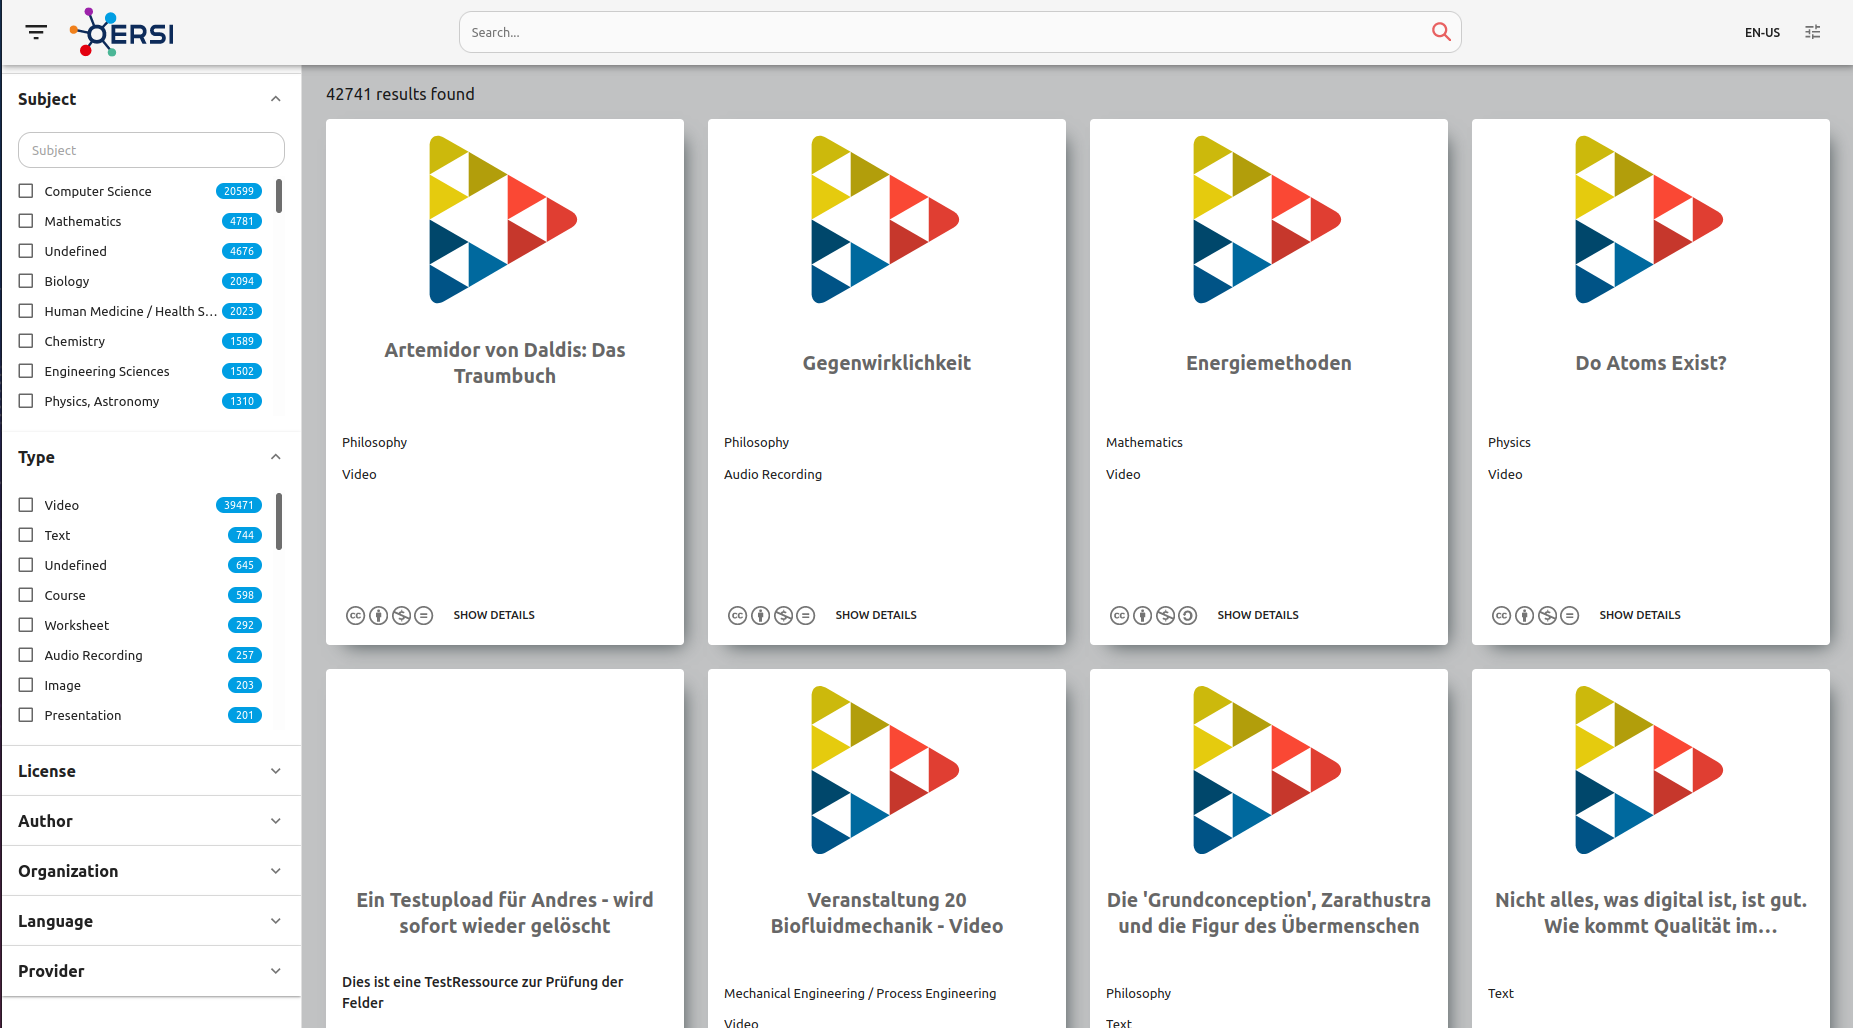 OERSI
Search...
EN-US
Subject
Subject
Computer Science 20599
Mathematics 4781
Undefined 4676
Biology 2094
Human Medicine / Health S... 2023
Chemistry 1589
Engineering Sciences 1502
Physics, Astronomy 1310
Type
Video 39471
Text 744
Undefined 645
Course 598
Worksheet 292
Audio Recording 257
Image 203
Presentation 201
License
Author
Organization
Language
Provider
42741 results found
Artemidor von Daldis: Das
Traumbuch
Philosophy
Video
cc SHOW DETAILS
Gegenwirklichkeit
Philosophy
Audio Recording
cc SHOW DETAILS
Energiemethoden
Mathematics
Video
cc SHOW DETAILS
Do Atoms Exist?
Physics
Video
cc SHOW DETAILS
Ein Testupload für Andres - wird
sofort wieder gelöscht
Dies ist eine TestRessource zur Prüfung der
Felder
Veranstaltung 20
Biofluidmechanik - Video
Mechanical Engineering / Process Engineering
Video
Die 'Grundconception', Zarathustra
und die Figur des Übermenschen
Philosophy
Text
Nicht alles, was digital ist, ist gut.
Wie kommt Qualität im...
Text